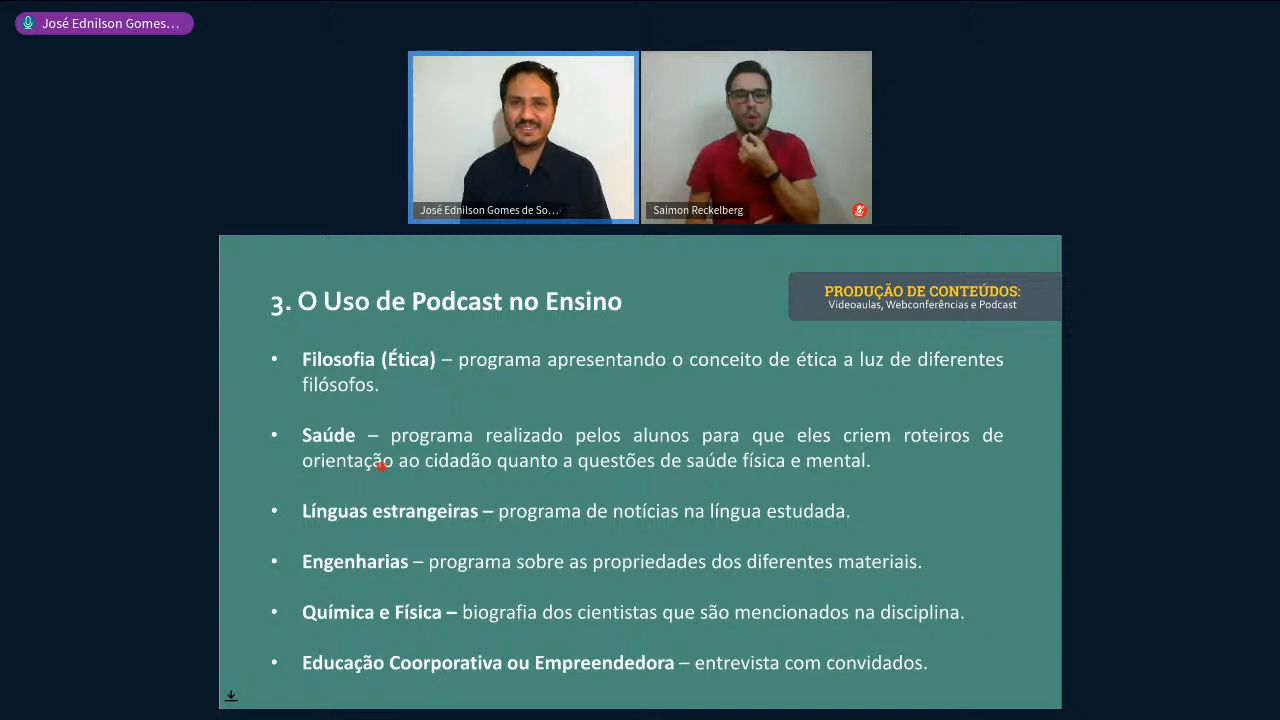 José Ednilson Gomes...
José Ednilson Gomes de So...
Saimon Reckelberg
3. O Uso de Podcast no Ensino
PRODUÇÃO DE CONTEÚDOS:
Videoaulas, Webconferências e Podcast
• Filosofia (Ética) – programa apresentando o conceito de ética a luz de diferentes
filósofos.
• Saúde – programa realizado pelos alunos para que eles criem roteiros de
orientação ao cidadão quanto a questões de saúde física e mental.
• Línguas estrangeiras – programa de notícias na língua estudada.
• Engenharias – programa sobre as propriedades dos diferentes materiais.
• Química e Física – biografia dos cientistas que são mencionados na disciplina.
• Educação Coorporativa ou Empreendedora – entrevista com convidados.